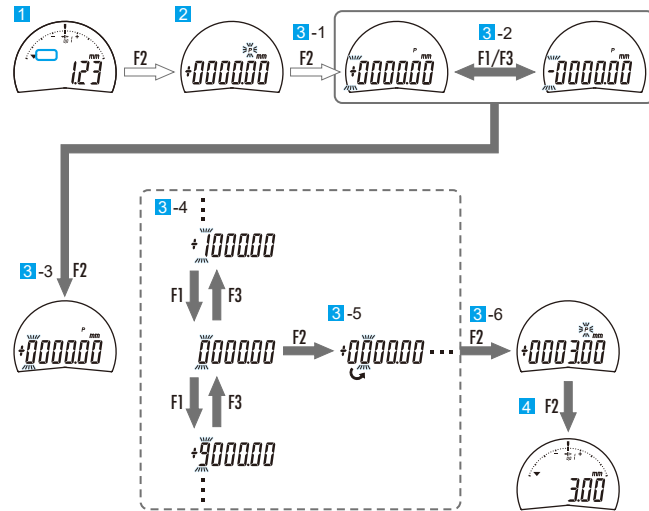 1
1.23 mm
F2
2
P
+0000.00 mm
3-1
F2
P
+0000.00 mm
3-2
F1/F3
P
-0000.00 mm
3-3 F2
P
+0000.00 mm
3-4
+1000.00
F1 F3
0000.00
F1 F3
+9000.00
F2
3-5
+0000.00 ...
3-6
F2
P
+0003.00 mm
4 F2
3.00 mm